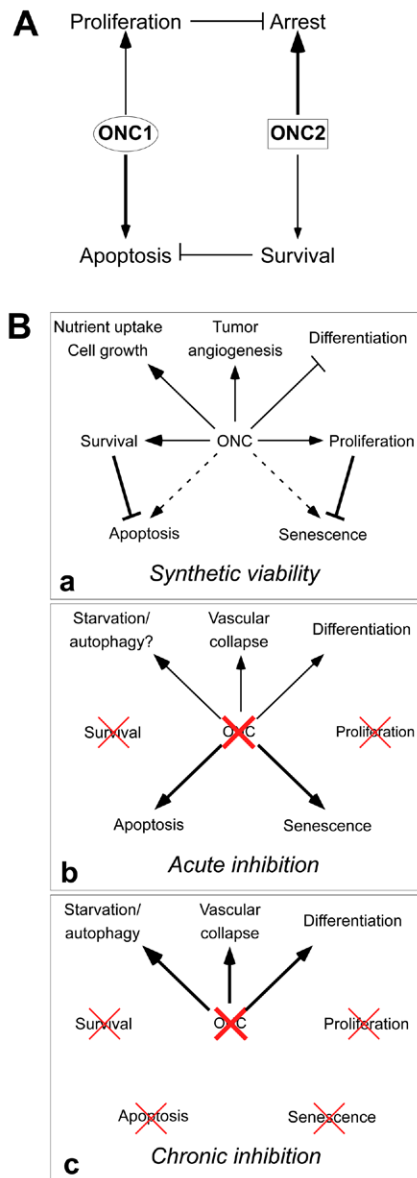 A
Proliferation Arrest
ONC1 ONC2
Apoptosis Survival
B
Nutrient uptake
Cell growth
Tumor
angiogenesis
Differentiation
Survival ONC Proliferation
Apoptosis Senescence
a Synthetic viability
Starvation/
autophagy?
Vascular
collapse
Differentiation
Survival ONC Proliferation
Apoptosis Senescence
b Acute inhibition
Starvation/
autophagy
Vascular
collapse
Differentiation
Survival ONC Proliferation
Apoptosis Senescence
c Chronic inhibition